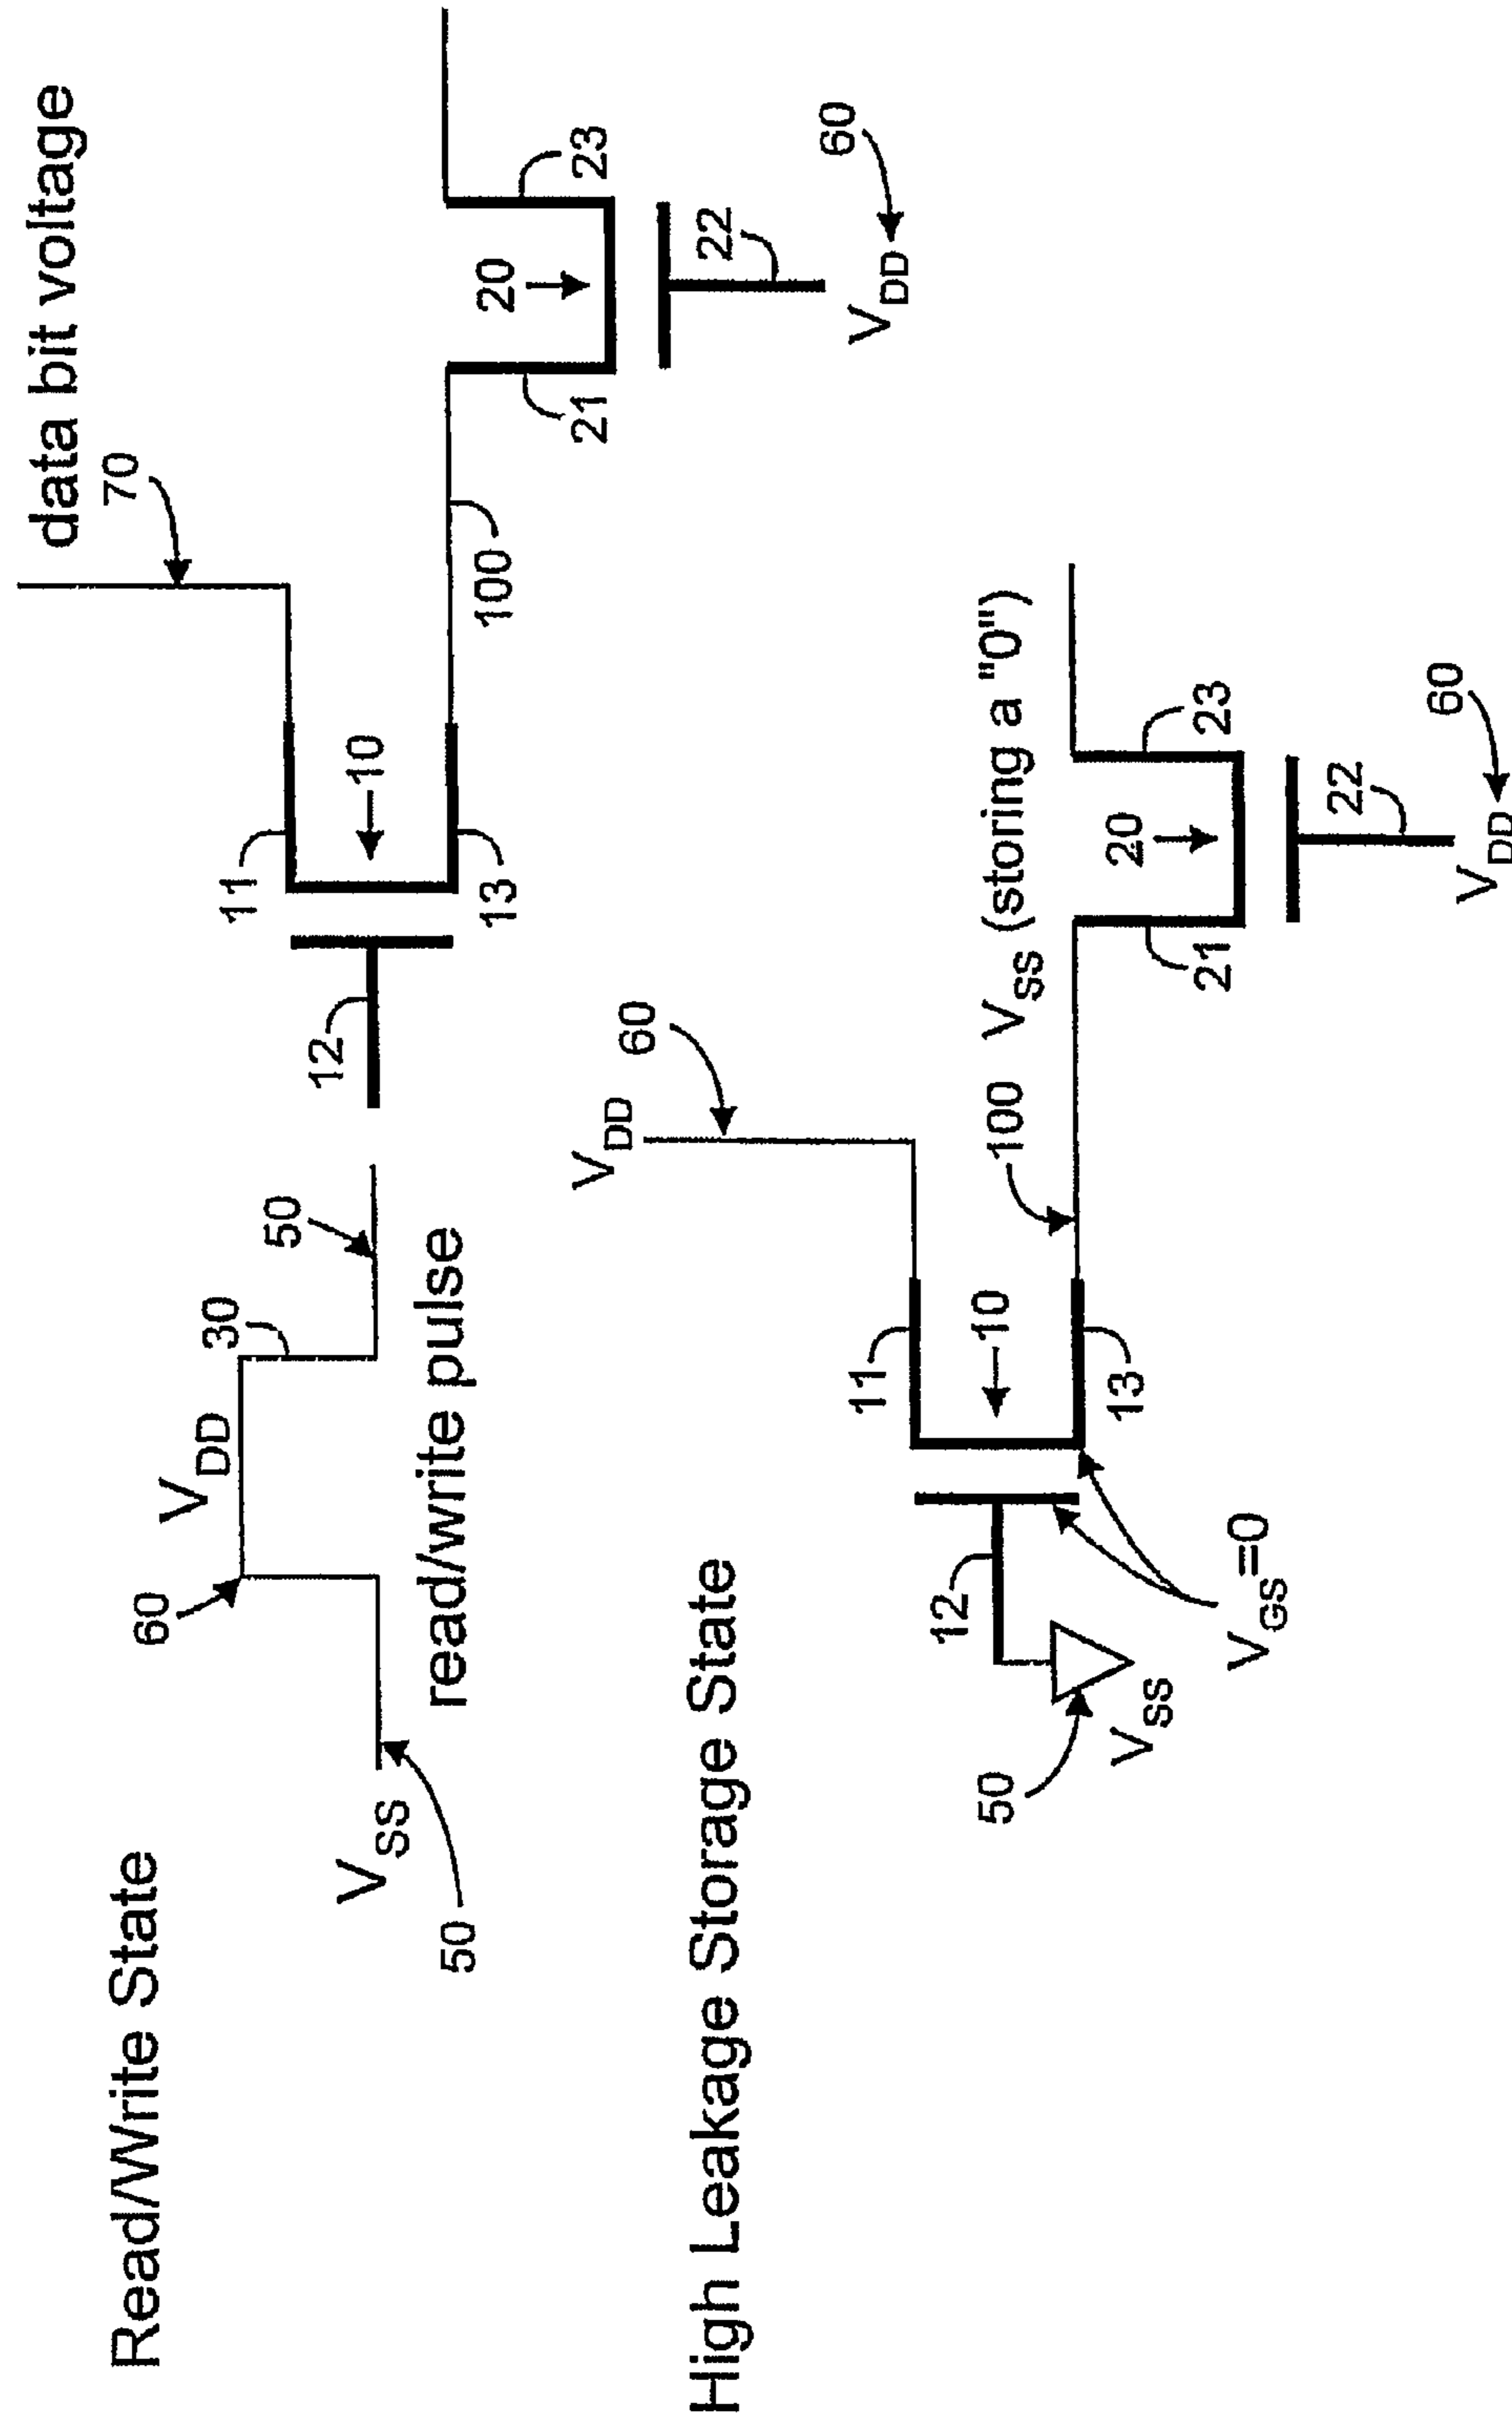 Read/Write State
data bit voltage
70
60
V_DD
30
50
V_SS
50
read/write pulse
12
11
10
13
100
20
21
23
22
V_DD
60
High Leakage Storage State
V_DD
60
11
10
12
13
50
V_SS
V_GS=0
100
V_SS (storing a "0")
20
21
23
22
V_DD
60